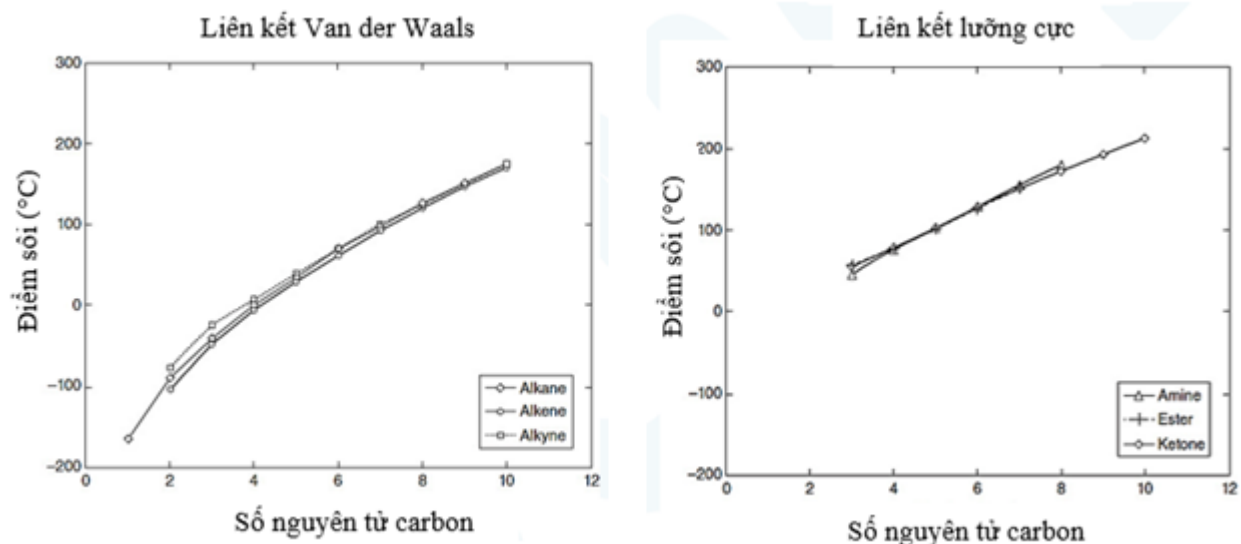 Liên kết Van der Waals
300
200
100
0
−100
−200
0
2
4
6
8
10
12
Điểm sôi (°C)
Số nguyên tử carbon
Alkane
Alkene
Alkyne
Liên kết lưỡng cực
300
200
100
0
−100
−200
0
2
4
6
8
10
12
Điểm sôi (°C)
Số nguyên tử carbon
Amine
Ester
Ketone